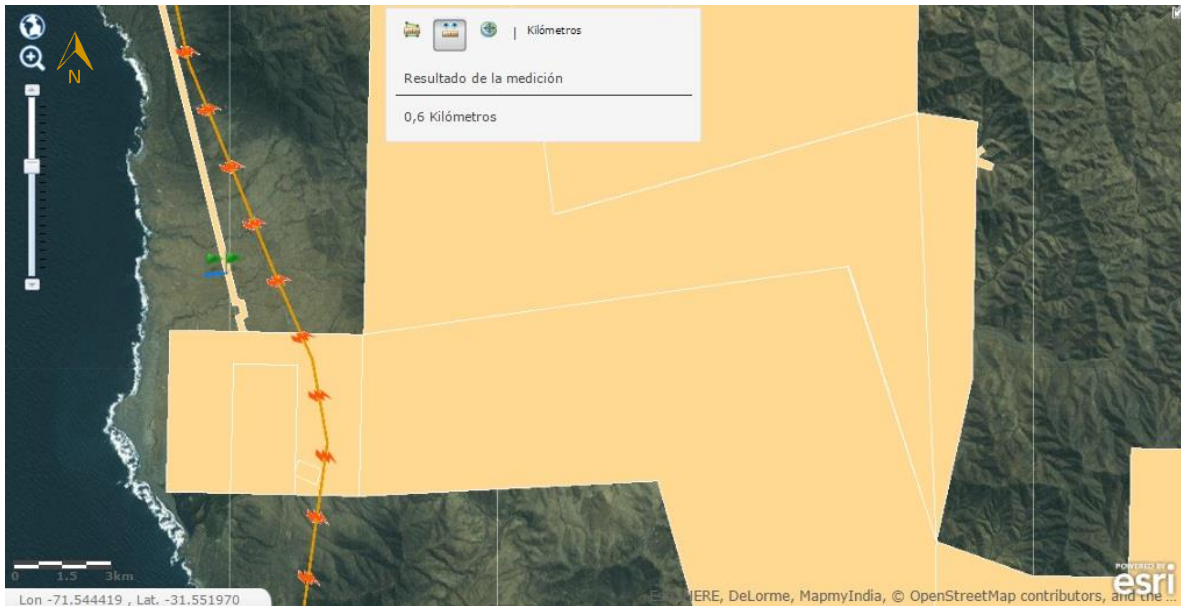 N
| Kilómetros
Resultado de la medición
0,6 Kilómetros
0 1.5 3km
Lon -71.544419 , Lat. -31.551970
HERE, DeLorme, MapmyIndia, © OpenStreetMap contributors, and the ...
POWERED BY
esri